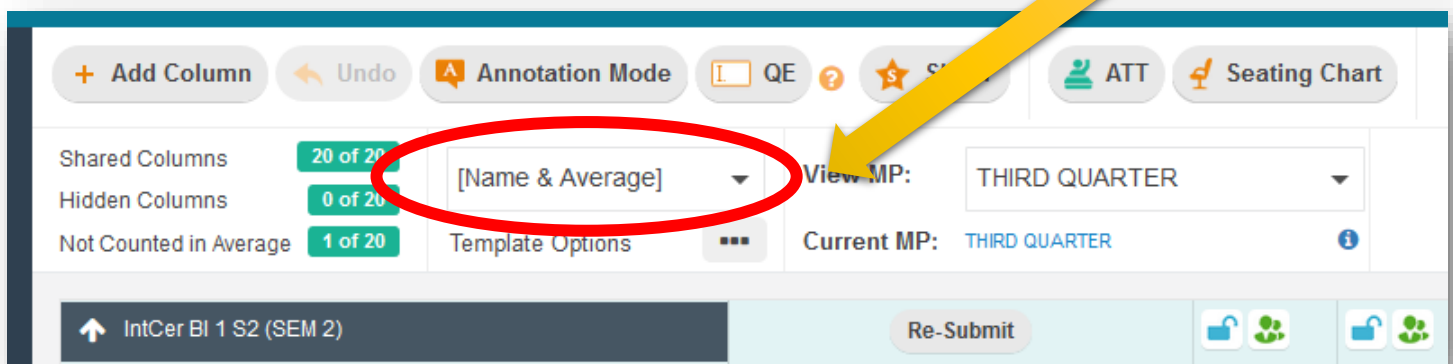 + Add Column Undo A Annotation Mode I QE ? S ATT Seating Chart
Shared Columns 20 of 20
Hidden Columns 0 of 20
Not Counted in Average 1 of 20
[Name & Average]
Template Options
View MP: THIRD QUARTER
Current MP: THIRD QUARTER i
IntCer Bl 1 S2 (SEM 2) Re-Submit